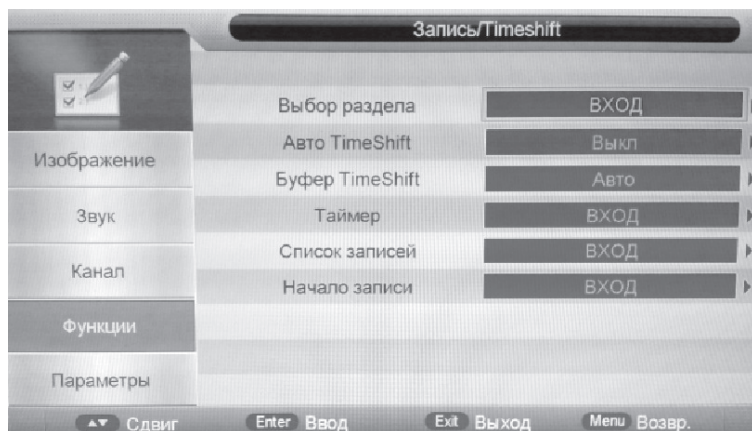 Запись/Timeshift
Выбор раздела ВХОД
Авто TimeShift Выкл
Буфер TimeShift Авто
Таймер ВХОД
Список записей ВХОД
Начало записи ВХОД
Изображение
Звук
Канал
Функции
Параметры
Сдвиг Enter Ввод Exit Выход Menu Возвр.